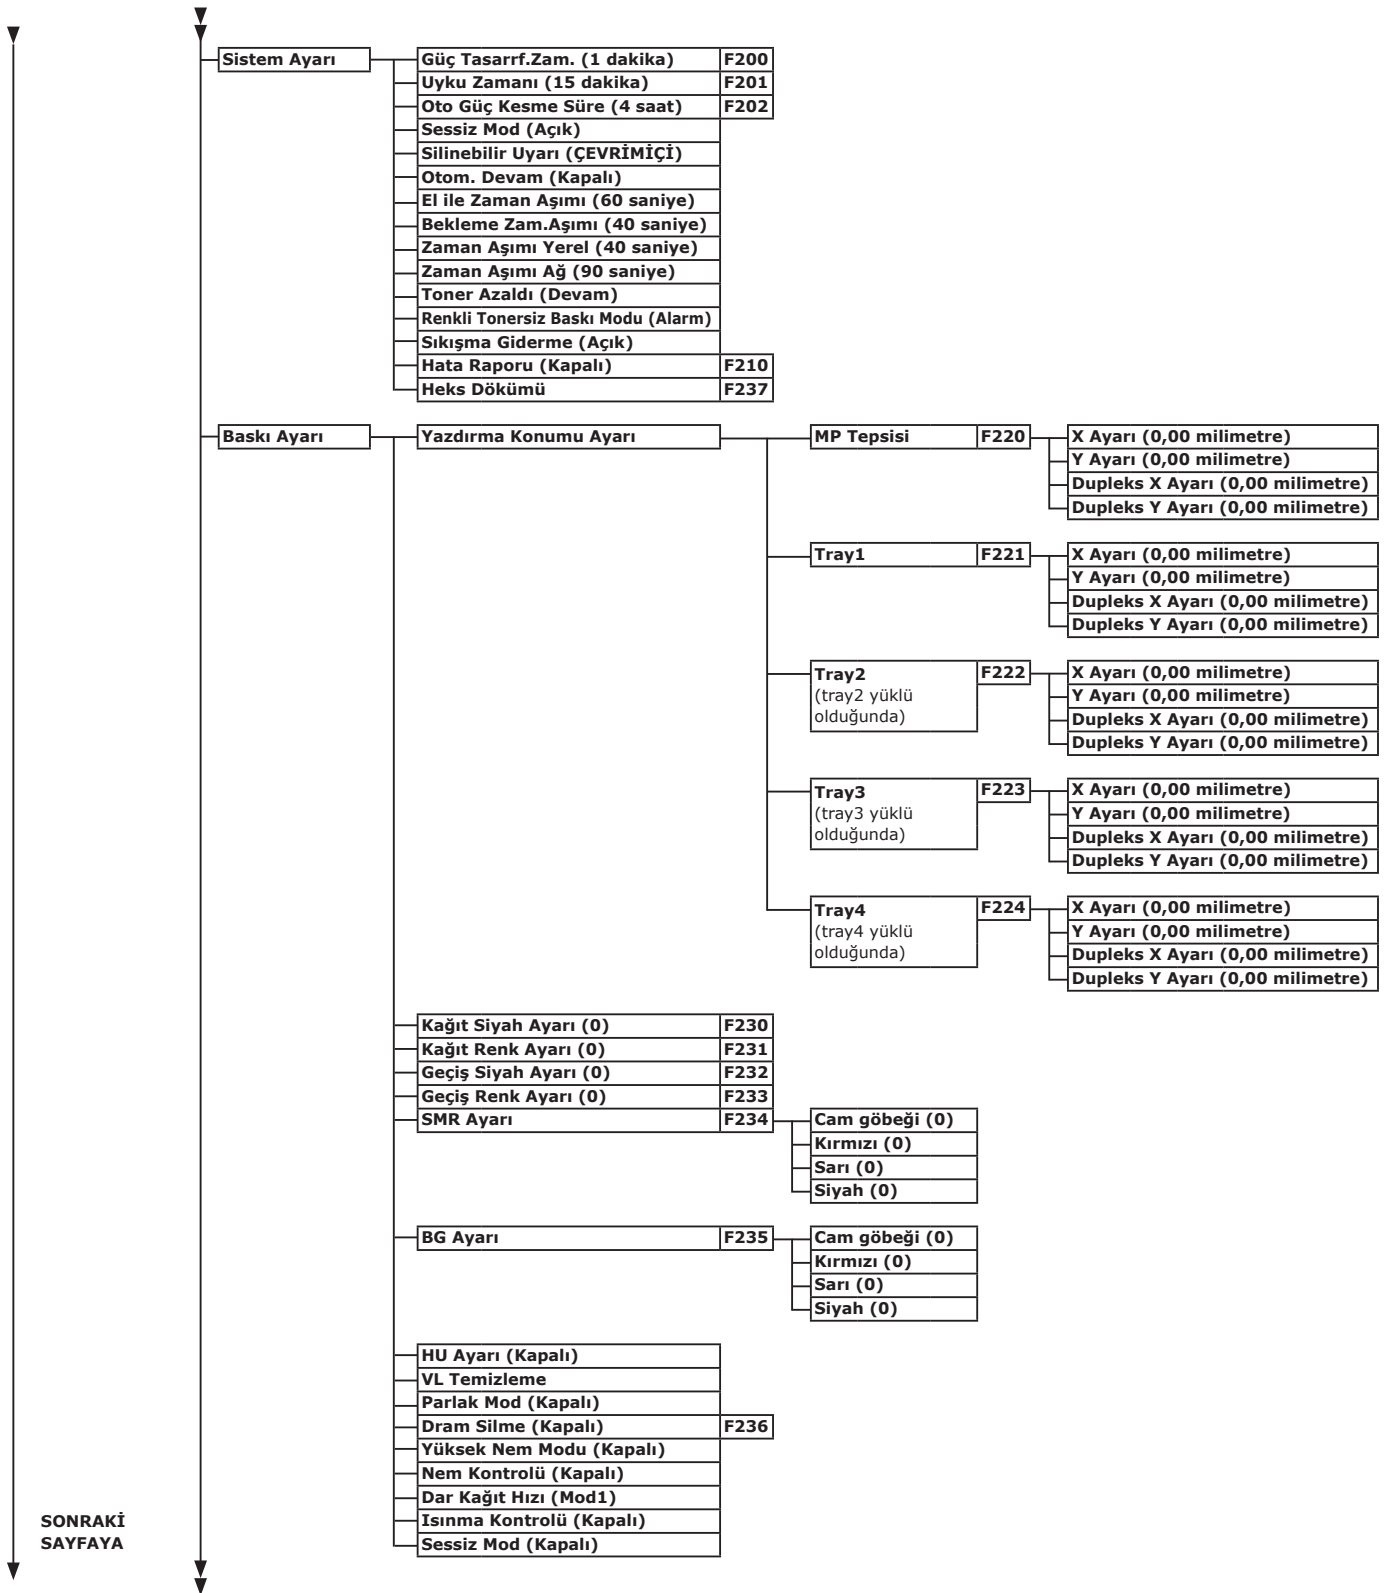 Sistem Ayarı
Güç Tasarrf.Zam. (1 dakika) F200
Uyku Zamanı (15 dakika) F201
Oto Güç Kesme Süre (4 saat) F202
Sessiz Mod (Açık)
Silinebilir Uyarı (ÇEVRİMİÇİ)
Otom. Devam (Kapalı)
El ile Zaman Aşımı (60 saniye)
Bekleme Zam.Aşımı (40 saniye)
Zaman Aşımı Yerel (40 saniye)
Zaman Aşımı Ağ (90 saniye)
Toner Azaldı (Devam)
Renkli Tonersiz Baskı Modu (Alarm)
Sıkışma Giderme (Açık)
Hata Raporu (Kapalı) F210
Heks Dökümü F237
Baskı Ayarı
Yazdırma Konumu Ayarı
MP Tepsisi F220
X Ayarı (0,00 milimetre)
Y Ayarı (0,00 milimetre)
Dupleks X Ayarı (0,00 milimetre)
Dupleks Y Ayarı (0,00 milimetre)
Tray1 F221
X Ayarı (0,00 milimetre)
Y Ayarı (0,00 milimetre)
Dupleks X Ayarı (0,00 milimetre)
Dupleks Y Ayarı (0,00 milimetre)
Tray2 F222
(tray2 yüklü
olduğunda)
X Ayarı (0,00 milimetre)
Y Ayarı (0,00 milimetre)
Dupleks X Ayarı (0,00 milimetre)
Dupleks Y Ayarı (0,00 milimetre)
Tray3 F223
(tray3 yüklü
olduğunda)
X Ayarı (0,00 milimetre)
Y Ayarı (0,00 milimetre)
Dupleks X Ayarı (0,00 milimetre)
Dupleks Y Ayarı (0,00 milimetre)
Tray4 F224
(tray4 yüklü
olduğunda)
X Ayarı (0,00 milimetre)
Y Ayarı (0,00 milimetre)
Dupleks X Ayarı (0,00 milimetre)
Dupleks Y Ayarı (0,00 milimetre)
Kağıt Siyah Ayarı (0) F230
Kağıt Renk Ayarı (0) F231
Geçiş Siyah Ayarı (0) F232
Geçiş Renk Ayarı (0) F233
SMR Ayarı F234
Cam göbeği (0)
Kırmızı (0)
Sarı (0)
Siyah (0)
BG Ayarı F235
Cam göbeği (0)
Kırmızı (0)
Sarı (0)
Siyah (0)
HU Ayarı (Kapalı)
VL Temizleme
Parlak Mod (Kapalı)
Dram Silme (Kapalı) F236
Yüksek Nem Modu (Kapalı)
Nem Kontrolü (Kapalı)
Dar Kağıt Hızı (Mod1)
Isınma Kontrolü (Kapalı)
Sessiz Mod (Kapalı)
SONRAKİ
SAYFAYA